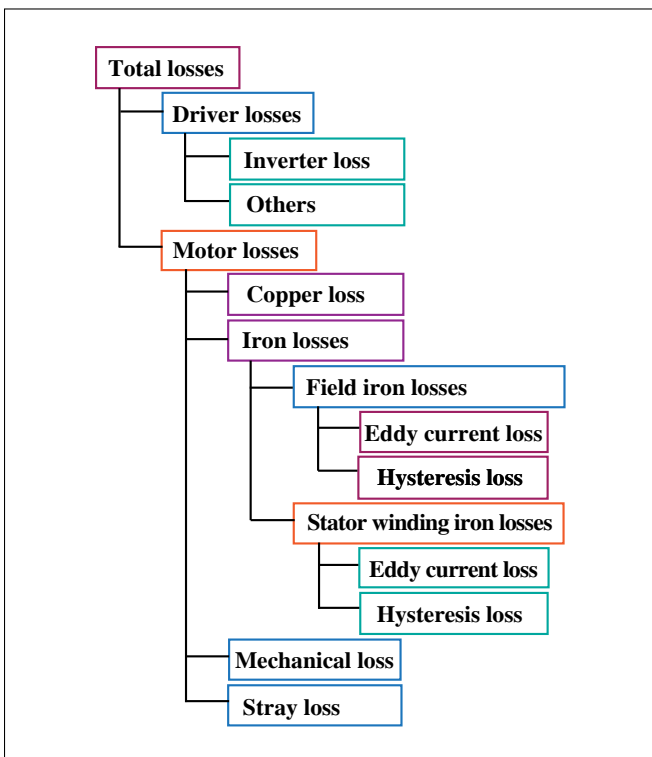 Total losses
Driver losses
Inverter loss
Others
Motor losses
Copper loss
Iron losses
Field iron losses
Eddy current loss
Hysteresis loss
Stator winding iron losses
Eddy current loss
Hysteresis loss
Mechanical loss
Stray loss